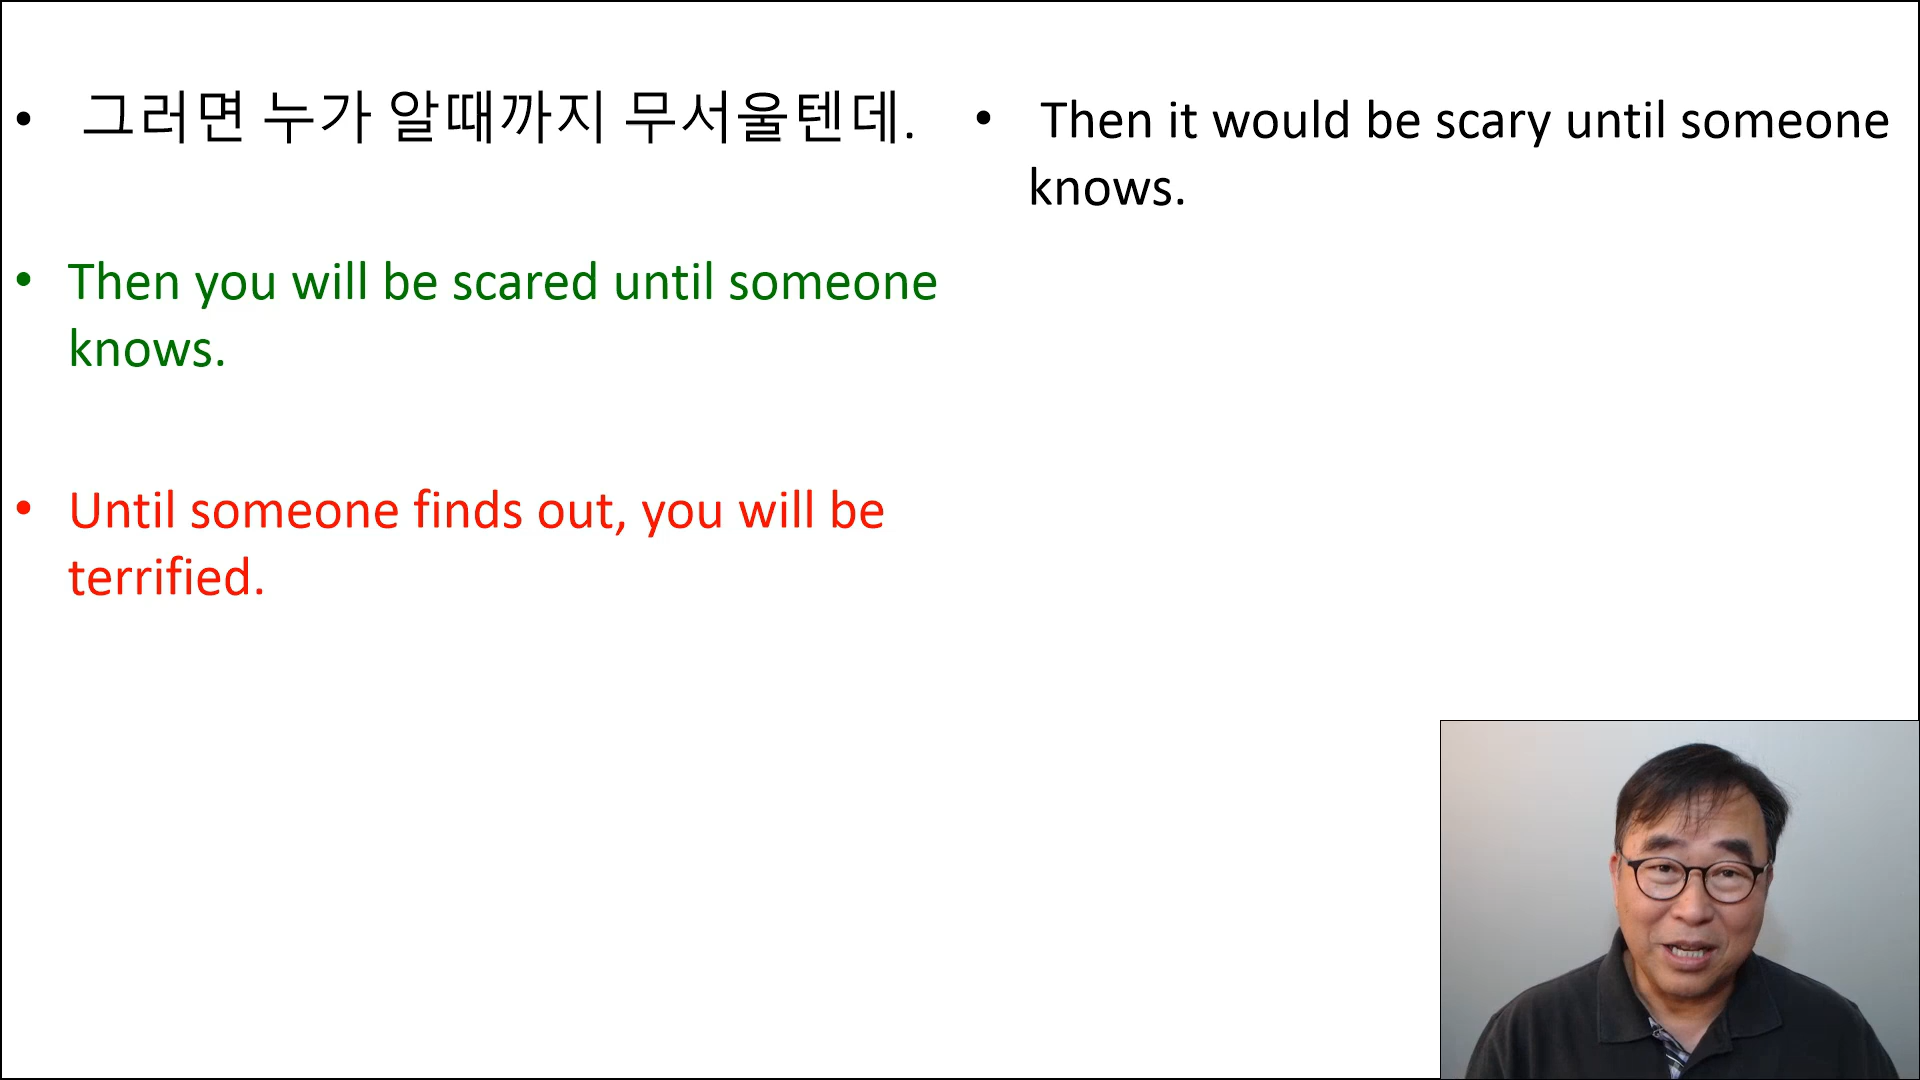 • 그러면 누가 알때까지 무서울텐데.
• Then you will be scared until someone
knows.
• Until someone finds out, you will be
terrified.
• Then it would be scary until someone
knows.